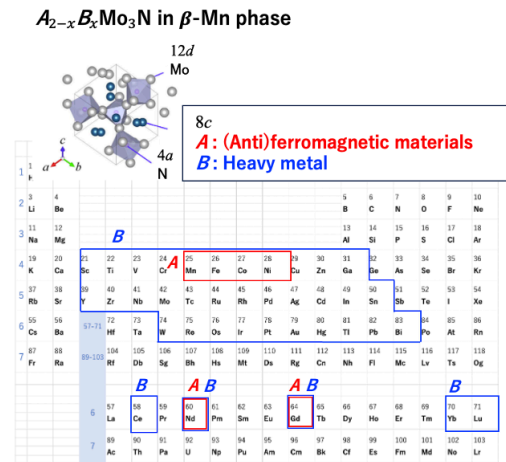 A₂₋ₓBₓMo₃N in β-Mn phase
12d
Mo
8c
A : (Anti)ferromagnetic materials
B : Heavy metal
4a
N
c
a b
1 1
2 3 4 5 6 7 8 9 10
Li Be B C N O F Ne
3 11 12 13 14 15 16 17 18
Na Mg Al Si P S Cl Ar
B
4 19 20 21 22 23 24 A 25 26 27 28 29 30 31 32 33 34 35 36
K Ca Sc Ti V Cr Mn Fe Co Ni Cu Zn Ga Ge As Se Br Kr
5 37 38 39 40 41 42 43 44 45 46 47 48 49 50 51 52 53 54
Rb Sr Y Zr Nb Mo Tc Ru Rh Pd Ag Cd In Sn Sb Te I Xe
6 55 56 57-71 72 73 74 75 76 77 78 79 80 81 82 83 84 85 86
Cs Ba Hf Ta W Re Os Ir Pt Au Hg Tl Pb Bi Po At Rn
7 87 88 89-103 104 105 106 107 108 109 110 111 112 113 114 115 116 117 118
Fr Ra Rf Db Sg Bh Hs Mt Ds Rg Cn Nh Fl Mc Lv Ts Og
B A B A B B
6 57 58 59 60 61 62 63 64 65 66 67 68 69 70 71
La Ce Pr Nd Pm Sm Eu Gd Tb Dy Ho Er Tm Yb Lu
7 89 90 91 92 93 94 95 96 97 98 99 100 101 102 103
Ac Th Pa U Np Pu Am Cm Bk Cf Es Fm Md No Lr